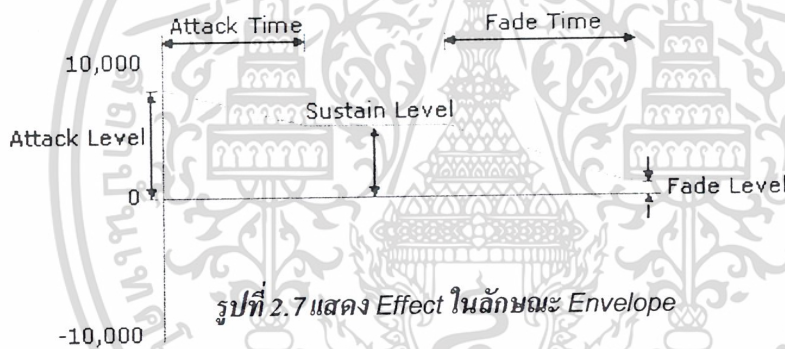 Attack Time
Fade Time
10,000
Sustain Level
Attack Level
0
Fade Level
รูปที่ 2.7 แสดง Effect ในลักษณะ Envelope
-10,000